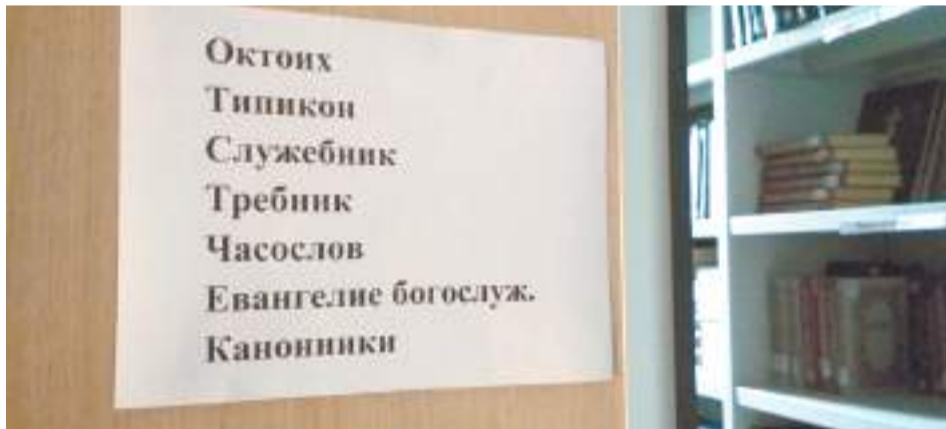 Октоих
Типикон
Служебник
Требник
Часослов
Евангелие богослуж.
Канонники